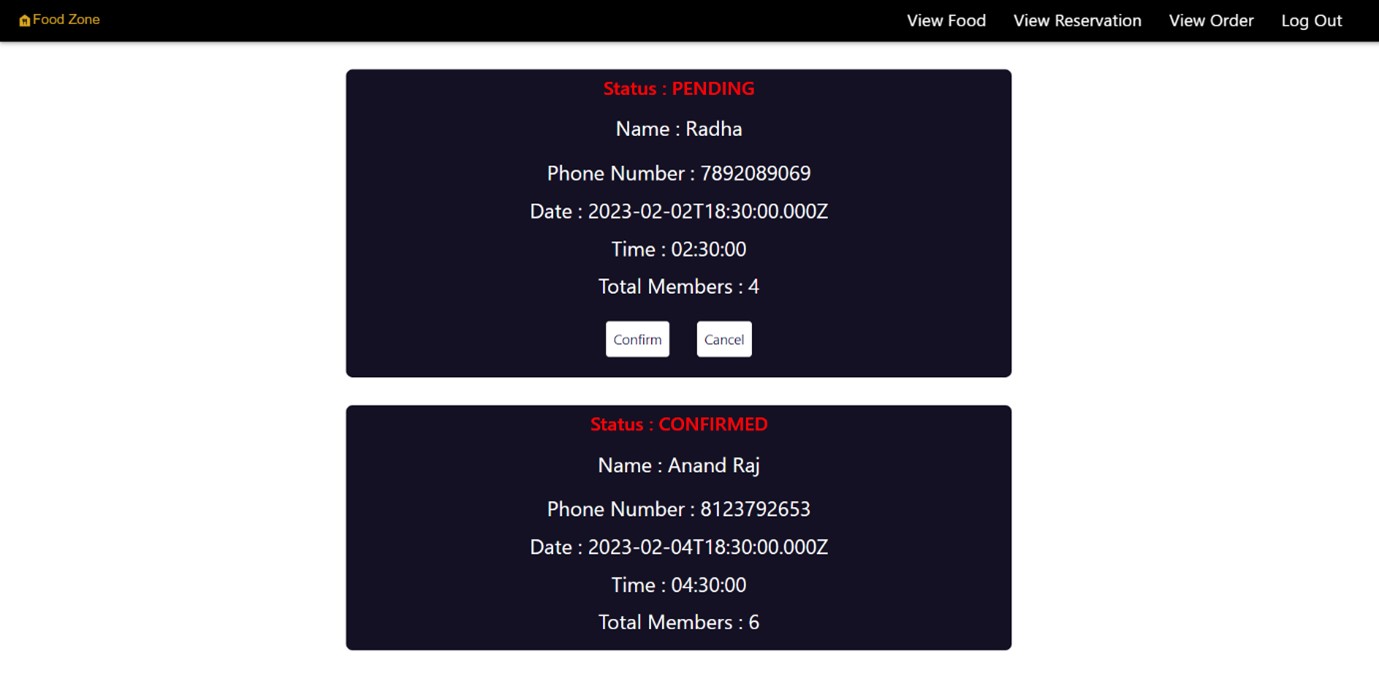 Food Zone View Food View Reservation View Order Log Out
Status : PENDING
Name : Radha
Phone Number : 7892089069
Date : 2023-02-02T18:30:00.000Z
Time : 02:30:00
Total Members : 4
Confirm Cancel
Status : CONFIRMED
Name : Anand Raj
Phone Number : 8123792653
Date : 2023-02-04T18:30:00.000Z
Time : 04:30:00
Total Members : 6